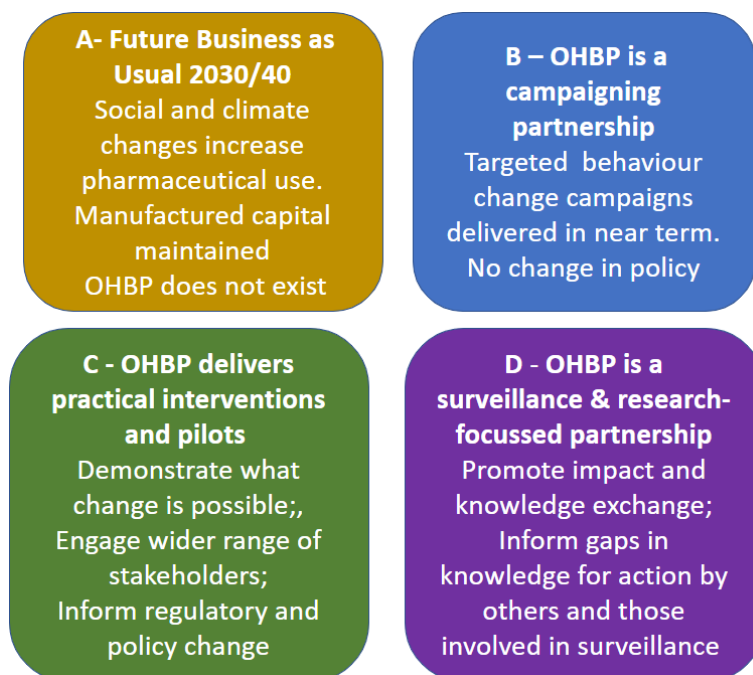 A- Future Business as
Usual 2030/40
Social and climate
changes increase
pharmaceutical use.
Manufactured capital
maintained
OHBP does not exist
B – OHBP is a
campaigning
partnership
Targeted behaviour
change campaigns
delivered in near term.
No change in policy
C - OHBP delivers
practical interventions
and pilots
Demonstrate what
change is possible;,
Engage wider range of
stakeholders;
Inform regulatory and
policy change
D - OHBP is a
surveillance & research-
focussed partnership
Promote impact and
knowledge exchange;
Inform gaps in
knowledge for action by
others and those
involved in surveillance